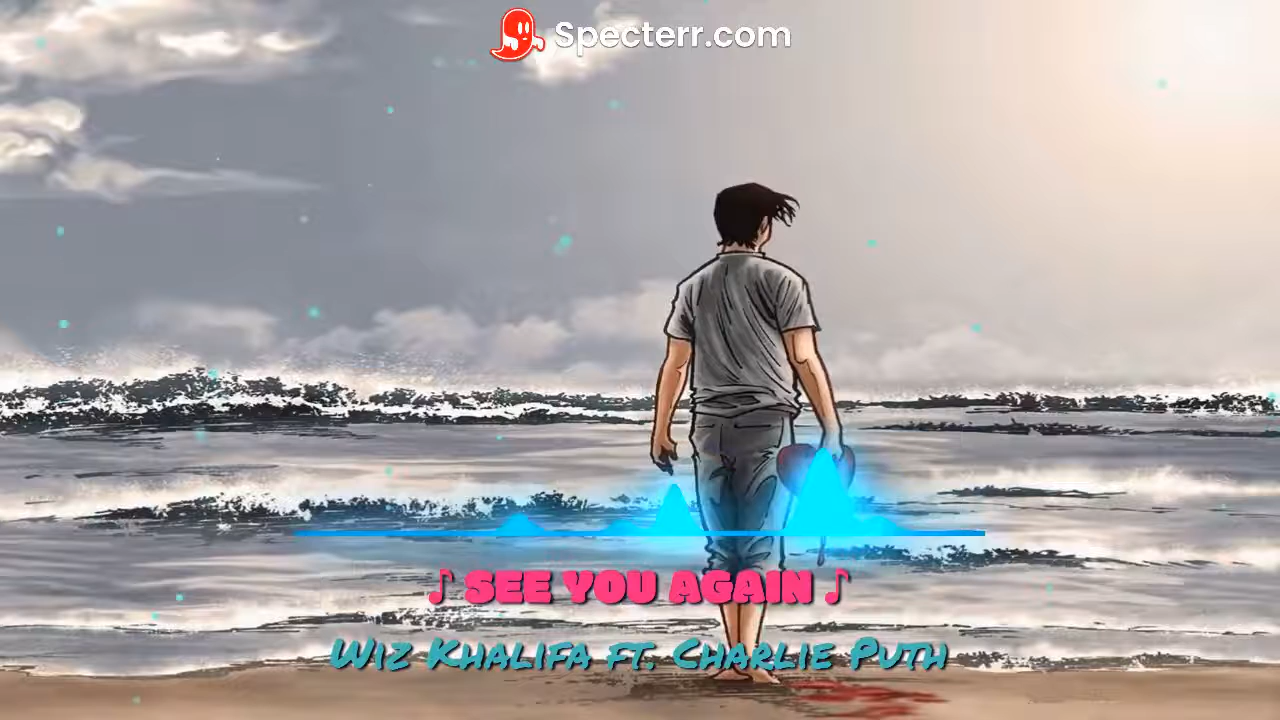 Specterr.com
♪ SEE YOU AGAIN ♪
Wiz Khalifa ft. Charlie Puth